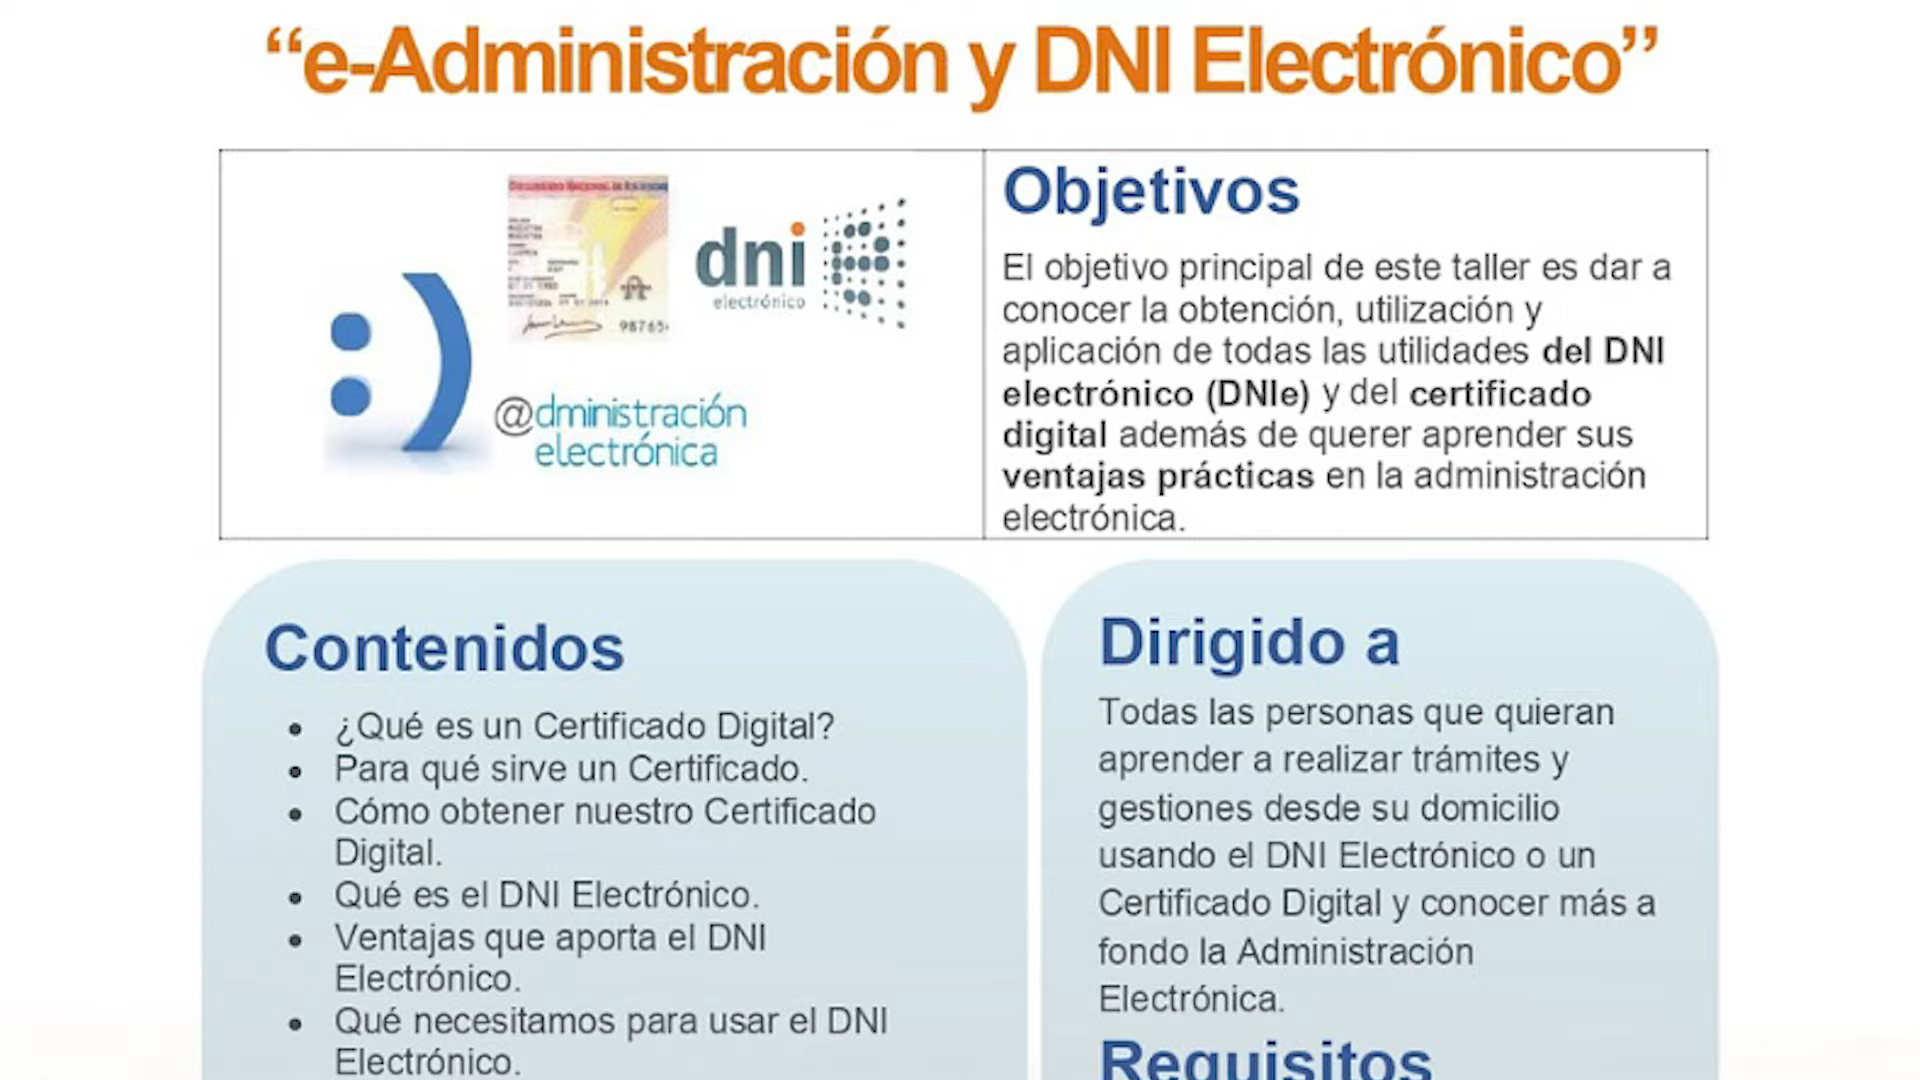 “e-Administración y DNI Electrónico”
dni
electrónico
98765
@dministración
electrónica
:)
Objetivos
El objetivo principal de este taller es dar a
conocer la obtención, utilización y
aplicación de todas las utilidades del DNI
electrónico (DNIe) y del certificado
digital además de querer aprender sus
ventajas prácticas en la administración
electrónica.
Contenidos
• ¿Qué es un Certificado Digital?
• Para qué sirve un Certificado.
• Cómo obtener nuestro Certificado
Digital.
• Qué es el DNI Electrónico.
• Ventajas que aporta el DNI
Electrónico.
• Qué necesitamos para usar el DNI
Electrónico.
Dirigido a
Todas las personas que quieran
aprender a realizar trámites y
gestiones desde su domicilio
usando el DNI Electrónico o un
Certificado Digital y conocer más a
fondo la Administración
Electrónica.
Requisitos